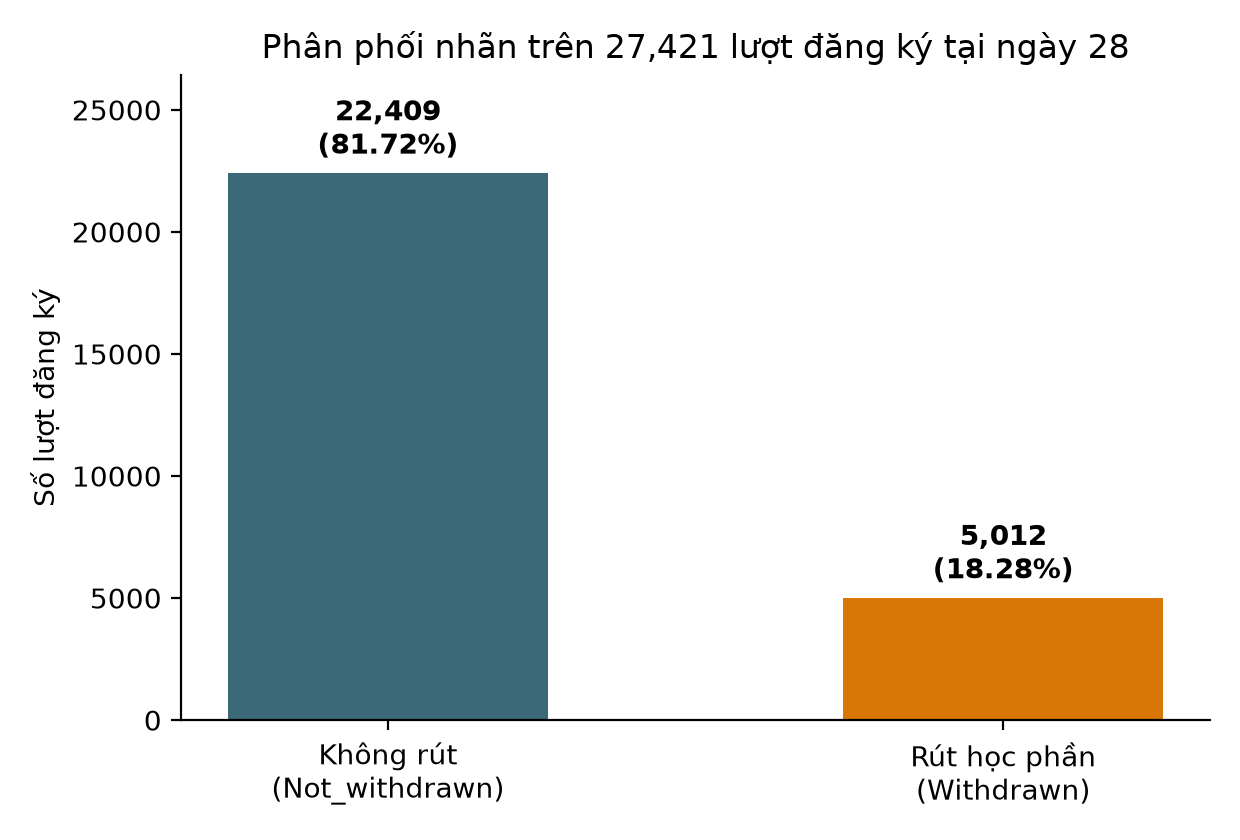 Phân phối nhãn trên 27,421 lượt đăng ký tại ngày 28
Số lượt đăng ký
25000
20000
15000
10000
5000
0
22,409
(81.72%)
5,012
(18.28%)
Không rút
(Not_withdrawn)
Rút học phần
(Withdrawn)